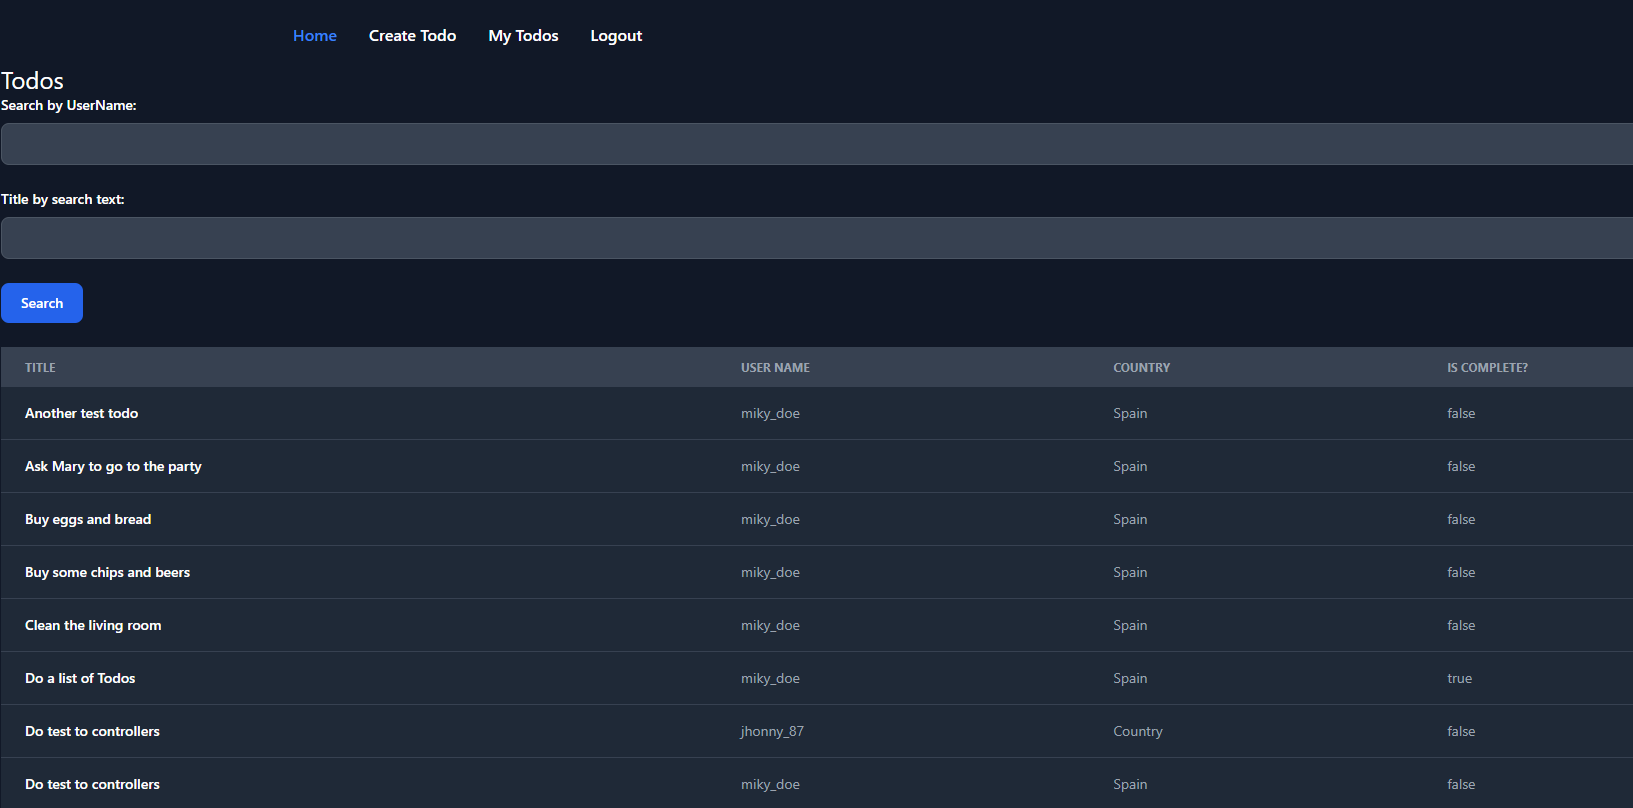 Home Create Todo My Todos Logout
Todos
Search by UserName:
Title by search text:
Search
TITLE USER NAME COUNTRY IS COMPLETE?
Another test todo miky_doe Spain false
Ask Mary to go to the party miky_doe Spain false
Buy eggs and bread miky_doe Spain false
Buy some chips and beers miky_doe Spain false
Clean the living room miky_doe Spain false
Do a list of Todos miky_doe Spain true
Do test to controllers jhonny_87 Country false
Do test to controllers miky_doe Spain false